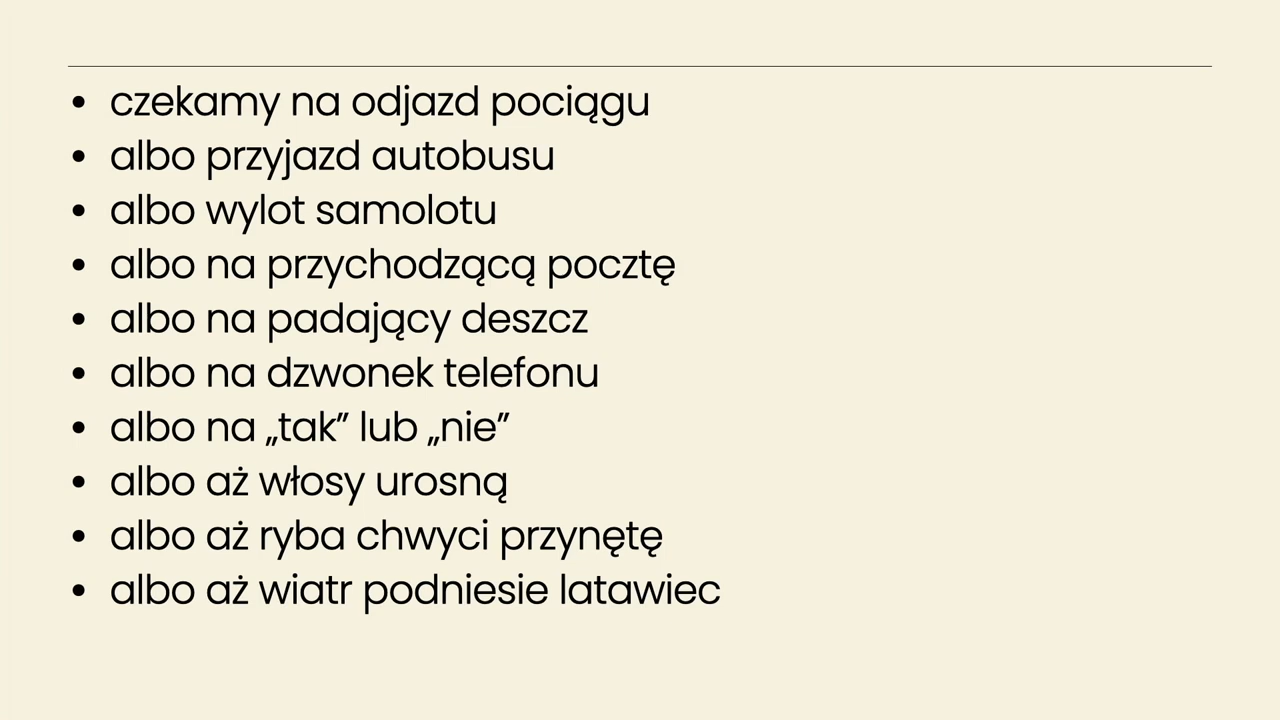 • czekamy na odjazd pociągu
• albo przyjazd autobusu
• albo wylot samolotu
• albo na przychodzącą pocztę
• albo na padający deszcz
• albo na dzwonek telefonu
• albo na „tak” lub „nie”
• albo aż włosy urosną
• albo aż ryba chwyci przynętę
• albo aż wiatr podniesie latawiec